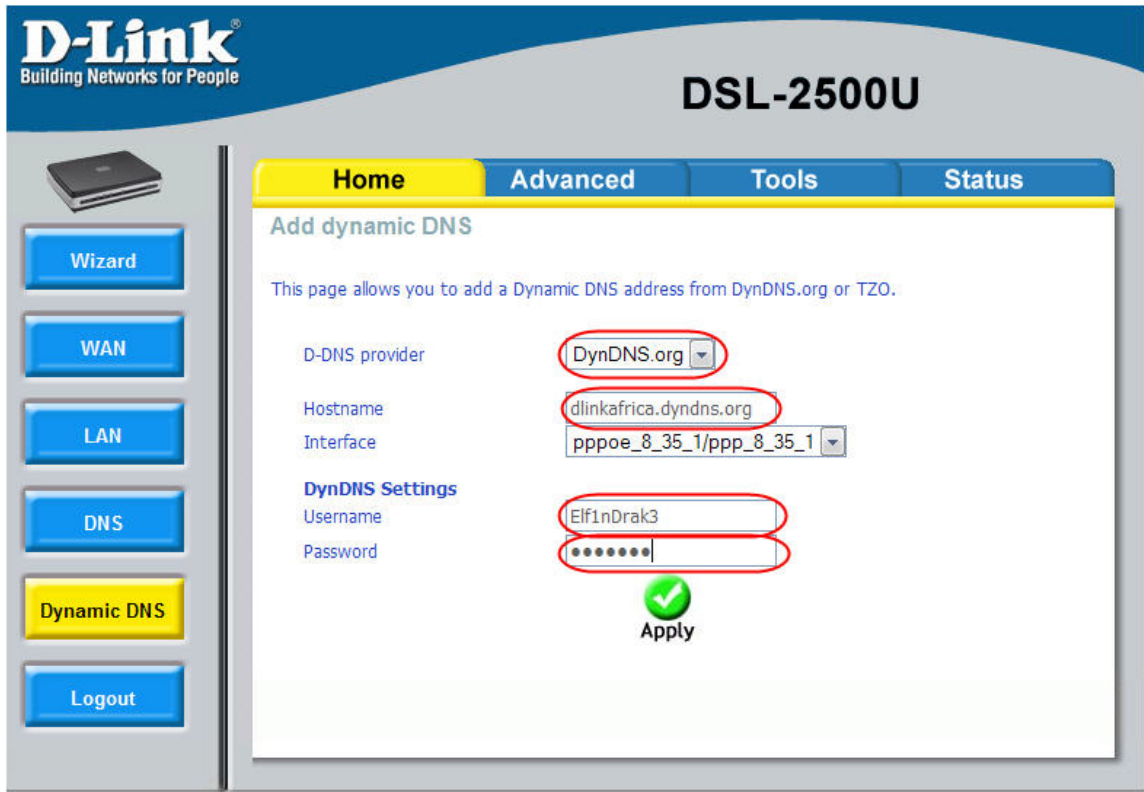 D-Link®
Building Networks for People
DSL-2500U
Home Advanced Tools Status
Wizard
WAN
LAN
DNS
Dynamic DNS
Logout
Add dynamic DNS
This page allows you to add a Dynamic DNS address from DynDNS.org or TZO.
D-DNS provider DynDNS.org
Hostname dlinkafrica.dyndns.org
Interface pppoe_8_35_1/ppp_8_35_1
DynDNS Settings
Username Elf1nDrak3
Password •••••••
Apply